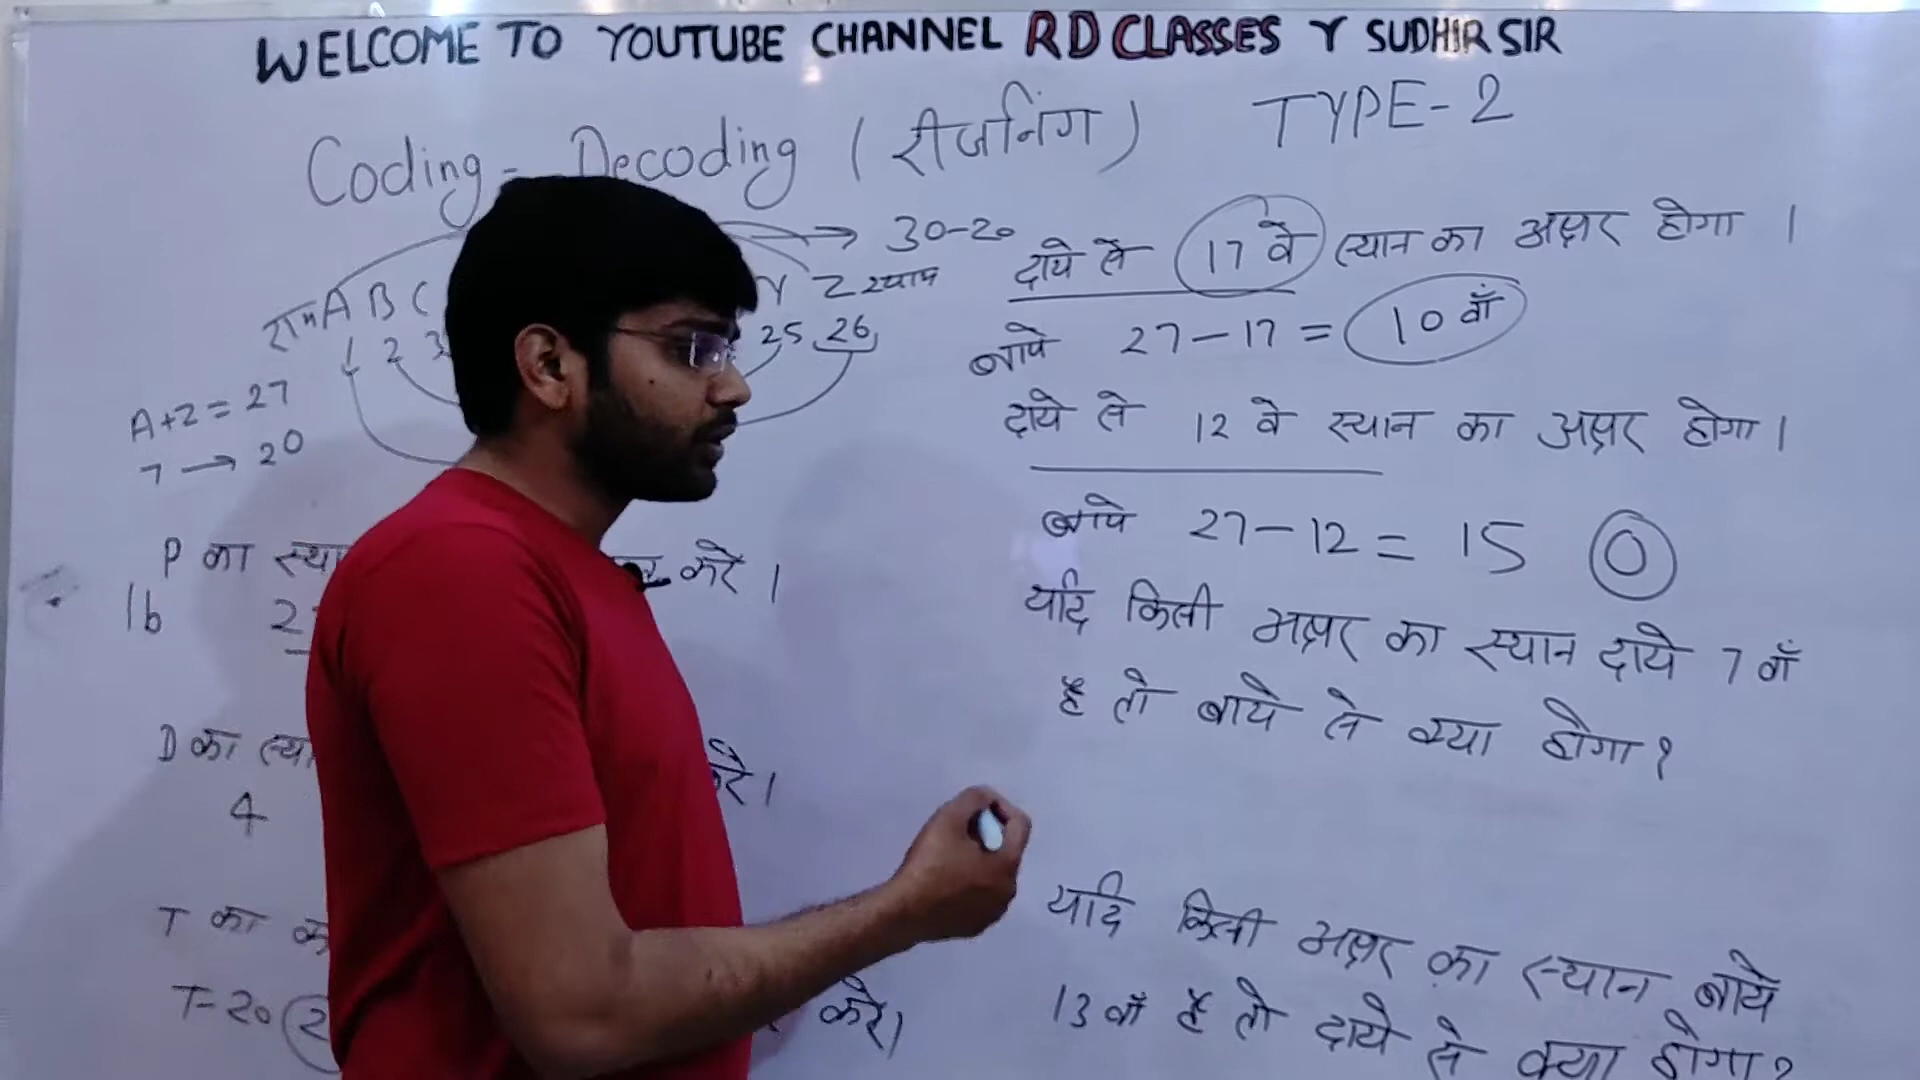 WELCOME TO YOUTUBE CHANNEL RD CLASSES Y SUDHIR SIR
Coding - Decoding (रीजनिंग) TYPE-2
→ 30-20
राम A B C Y Z श्याम
1 2 3 25 26
A+Z = 27
7 → 20
P का स्था करे।
16 2
D का स्था करे।
4
T का
T-20 2 करे।
दाये से 17 वे स्थान का अक्षर होगा।
बाये 27-17 = 10 वाँ
दाये से 12 वे स्थान का अक्षर होगा।
बाये 27-12 = 15 O
यदि किसी अक्षर का स्थान दाये 7 वाँ
है तो बाये से क्या होगा?
यदि किसी अक्षर का स्थान बाये
13 वाँ है तो दाये से क्या होगा?